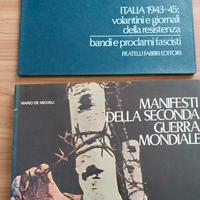 ITALIA 1943-45:
volantini e giornali
della resistenza
bandi e proclami fascisti
FRATELLI FABBRI EDITORI
MARIO DE MICHELI
MANIFESTI
DELLA SECONDA
GUERRA
MONDIALE